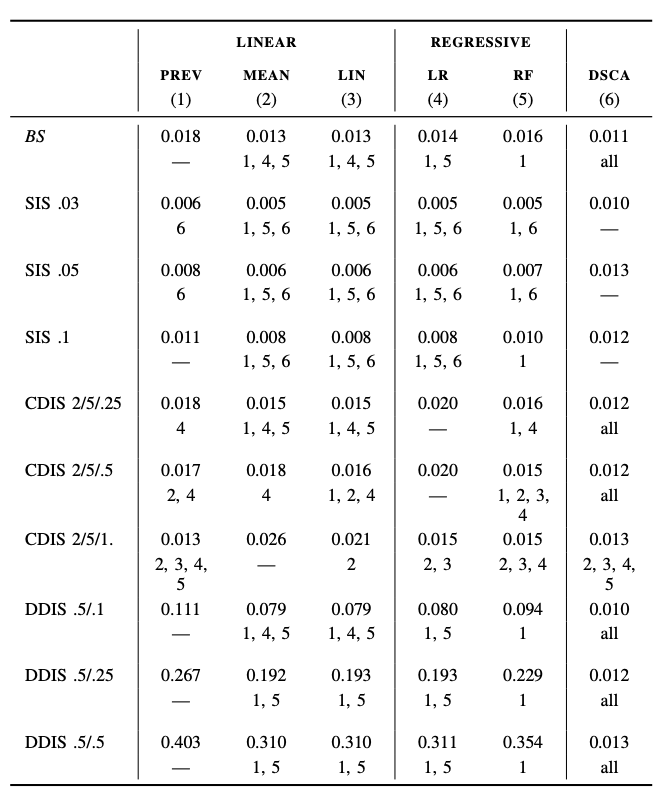 LINEAR REGRESSIVE
PREV MEAN LIN LR RF DSCA
(1) (2) (3) (4) (5) (6)
BS 0.018 0.013 0.013 0.014 0.016 0.011
— 1, 4, 5 1, 4, 5 1, 5 1 all
SIS .03 0.006 0.005 0.005 0.005 0.005 0.010
6 1, 5, 6 1, 5, 6 1, 5, 6 1, 6 —
SIS .05 0.008 0.006 0.006 0.006 0.007 0.013
6 1, 5, 6 1, 5, 6 1, 5, 6 1, 6 —
SIS .1 0.011 0.008 0.008 0.008 0.010 0.012
— 1, 5, 6 1, 5, 6 1, 5, 6 1 —
CDIS 2/5/.25 0.018 0.015 0.015 0.020 0.016 0.012
4 1, 4, 5 1, 4, 5 — 1, 4 all
CDIS 2/5/.5 0.017 0.018 0.016 0.020 0.015 0.012
2, 4 4 1, 2, 4 — 1, 2, 3, all
4
CDIS 2/5/1. 0.013 0.026 0.021 0.015 0.015 0.013
2, 3, 4, — 2 2, 3 2, 3, 4 2, 3, 4,
5 5
DDIS .5/.1 0.111 0.079 0.079 0.080 0.094 0.010
— 1, 4, 5 1, 4, 5 1, 5 1 all
DDIS .5/.25 0.267 0.192 0.193 0.193 0.229 0.012
— 1, 5 1, 5 1, 5 1 all
DDIS .5/.5 0.403 0.310 0.310 0.311 0.354 0.013
— 1, 5 1, 5 1, 5 1 all